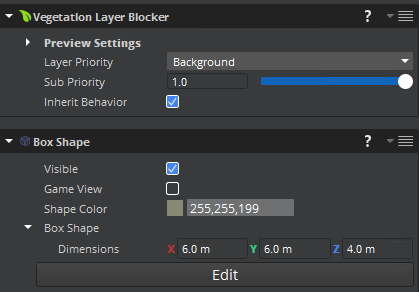 Vegetation Layer Blocker ?
Preview Settings
Layer Priority Background
Sub Priority 1.0
Inherit Behavior
Box Shape ?
Visible
Game View
Shape Color 255,255,199
Box Shape
Dimensions X 6.0 m Y 6.0 m Z 4.0 m
Edit